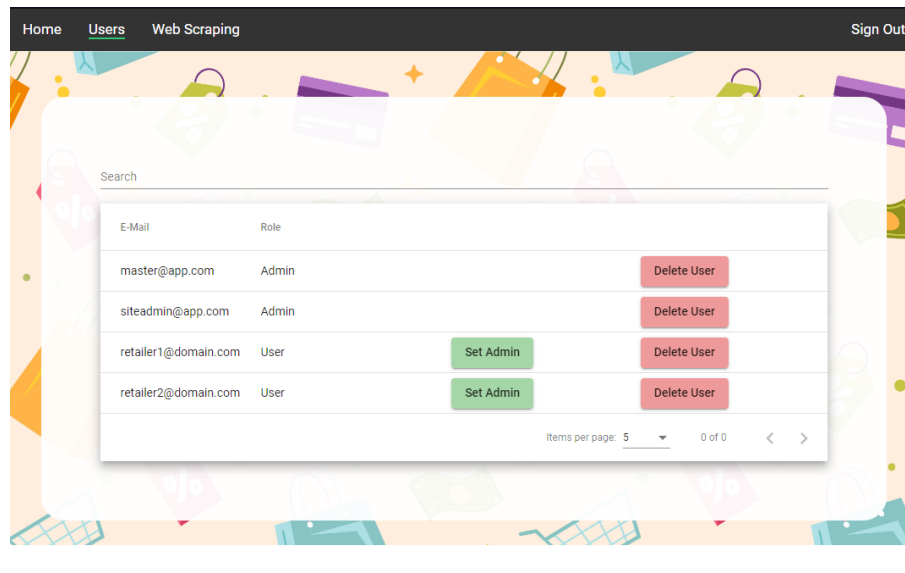 Home Users Web Scraping Sign Out
Search
E-Mail Role
master@app.com Admin Delete User
siteadmin@app.com Admin Delete User
retailer1@domain.com User Set Admin Delete User
retailer2@domain.com User Set Admin Delete User
Items per page: 5 0 of 0